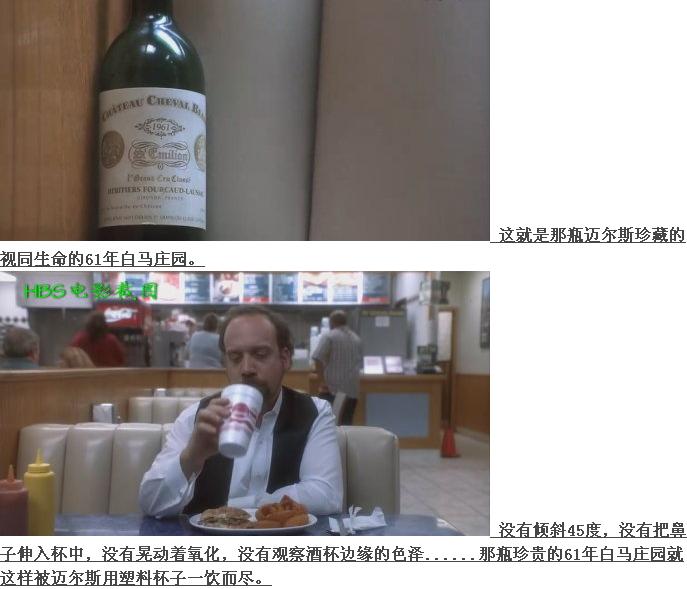 CHÂTEAU CHEVAL BLANC
1961
St Emilion
1er Grand Cru Classé
HÉRITIERS FOURCAUD-LAUSSAC
GIRONDE, FRANCE
这就是那瓶迈尔斯珍藏的
视同生命的61年白马庄园。
HBS电影截图
没有倾斜45度，没有把鼻
子伸入杯中，没有晃动着氧化，没有观察酒杯边缘的色泽......那瓶珍贵的61年白马庄园就
这样被迈尔斯用塑料杯子一饮而尽。